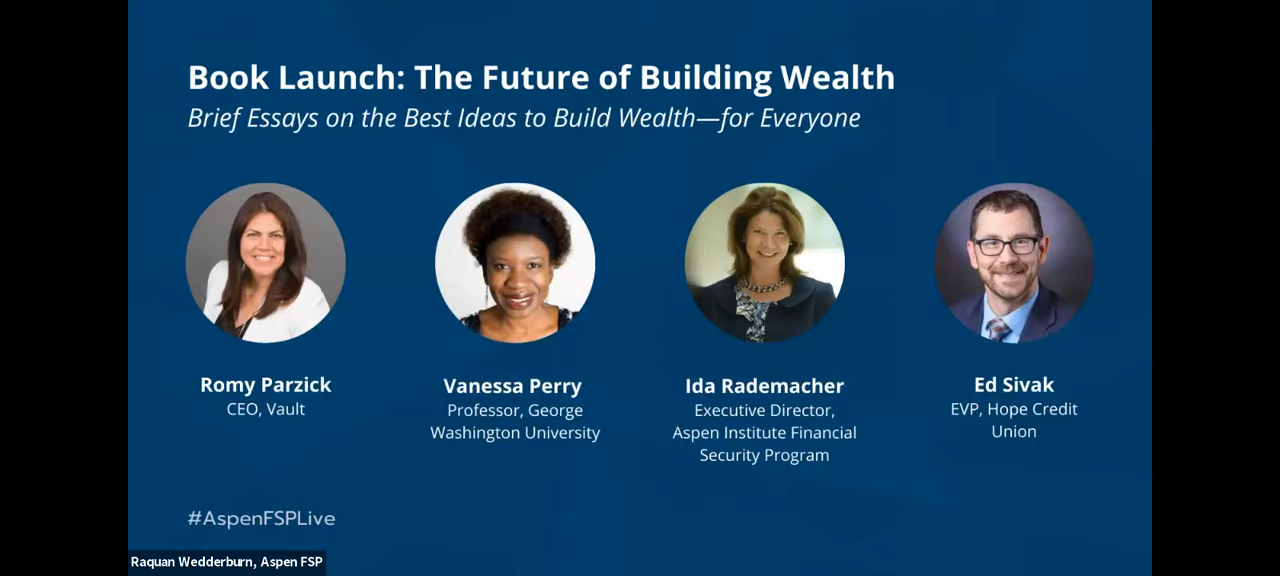 Book Launch: The Future of Building Wealth
Brief Essays on the Best Ideas to Build Wealth—for Everyone
Romy Parzick
CEO, Vault
Vanessa Perry
Professor, George
Washington University
Ida Rademacher
Executive Director,
Aspen Institute Financial
Security Program
Ed Sivak
EVP, Hope Credit
Union
#AspenFSPLive
Raquan Wedderburn, Aspen FSP